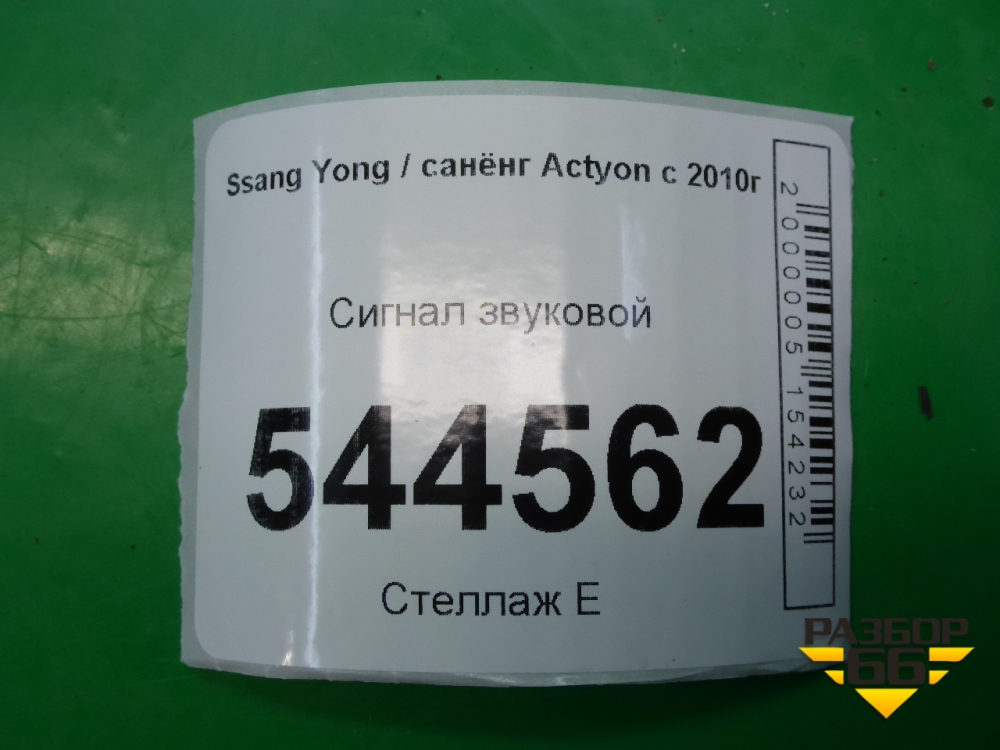 Ssang Yong / санёнг Actyon с 2010г
Сигнал звуковой
544562
Стеллаж Е
2000005154232
РАЗБОР
66